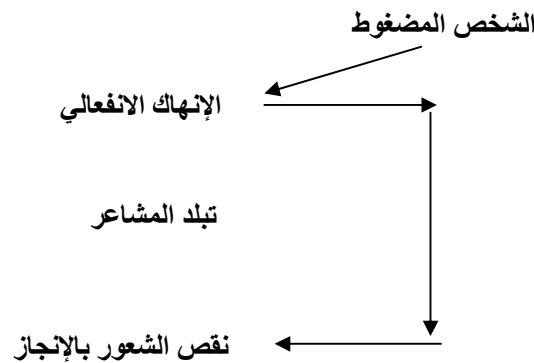 الشخص المضغوط
الإنهاك الانفعالي
تبلد المشاعر
نقص الشعور بالإنجاز